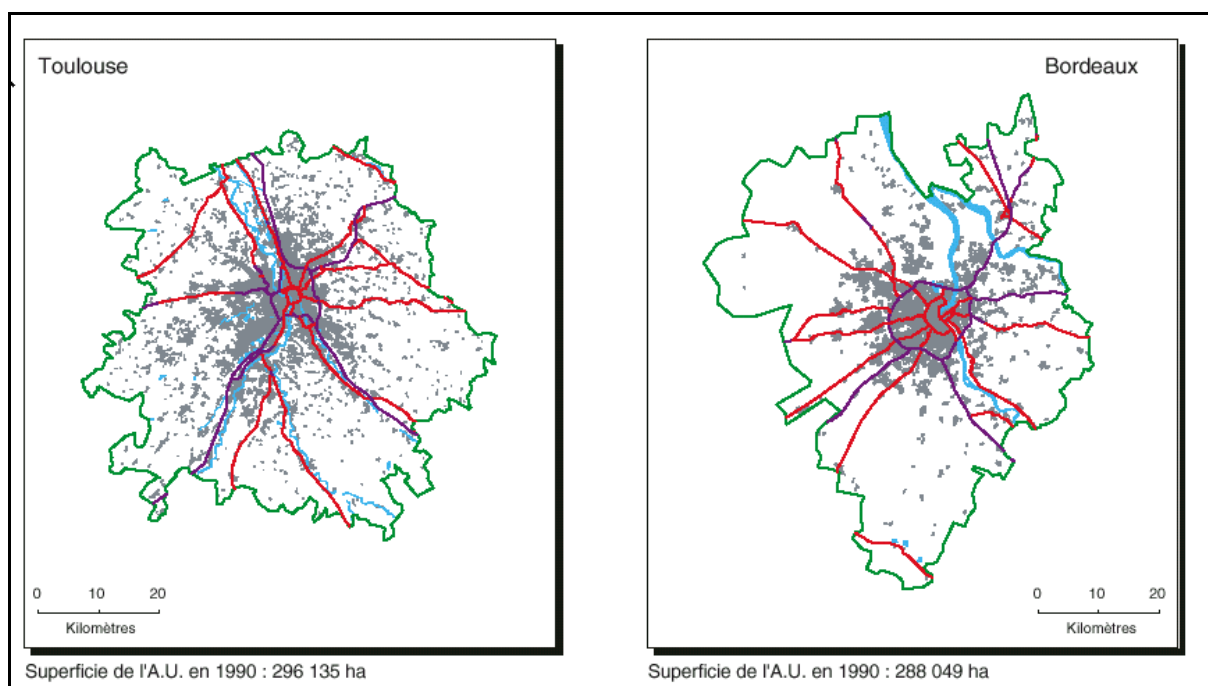 Toulouse
0 10 20
Kilomètres
Superficie de l'A.U. en 1990 : 296 135 ha
Bordeaux
0 10 20
Kilomètres
Superficie de l'A.U. en 1990 : 288 049 ha